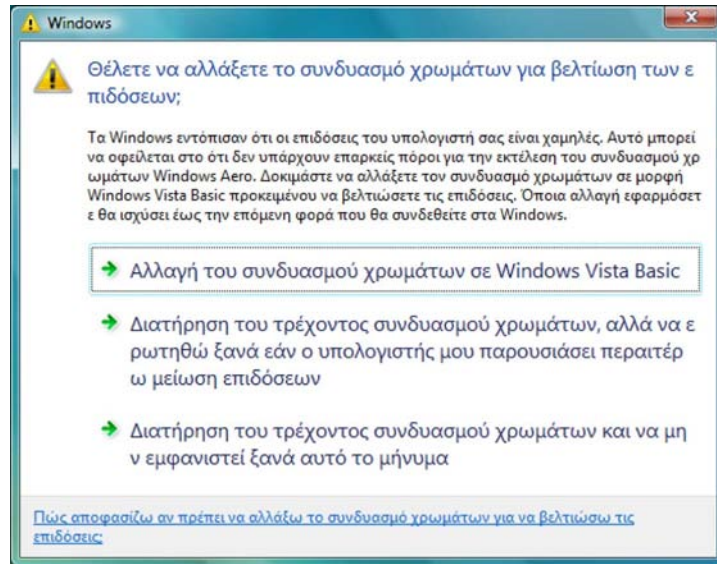 Windows
Θέλετε να αλλάξετε το συνδυασμό χρωμάτων για βελτίωση των ε
πιδόσεων;
Τα Windows εντόπισαν ότι οι επιδόσεις του υπολογιστή σας είναι χαμηλές. Αυτό μπορεί
να οφείλεται στο ότι δεν υπάρχουν επαρκείς πόροι για την εκτέλεση του συνδυασμού χρ
ωμάτων Windows Aero. Δοκιμάστε να αλλάξετε τον συνδυασμό χρωμάτων σε μορφή
Windows Vista Basic προκειμένου να βελτιώσετε τις επιδόσεις. Όποια αλλαγή εφαρμόσετ
ε θα ισχύσει έως την επόμενη φορά που θα συνδεθείτε στα Windows.
Αλλαγή του συνδυασμού χρωμάτων σε Windows Vista Basic
Διατήρηση του τρέχοντος συνδυασμού χρωμάτων, αλλά να ε
ρωτηθώ ξανά εάν ο υπολογιστής μου παρουσιάσει περαιτέρ
ω μείωση επιδόσεων
Διατήρηση του τρέχοντος συνδυασμού χρωμάτων και να μη
ν εμφανιστεί ξανά αυτό το μήνυμα
Πώς αποφασίζω αν πρέπει να αλλάξω το συνδυασμό χρωμάτων για να βελτιώσω τις
επιδόσεις;